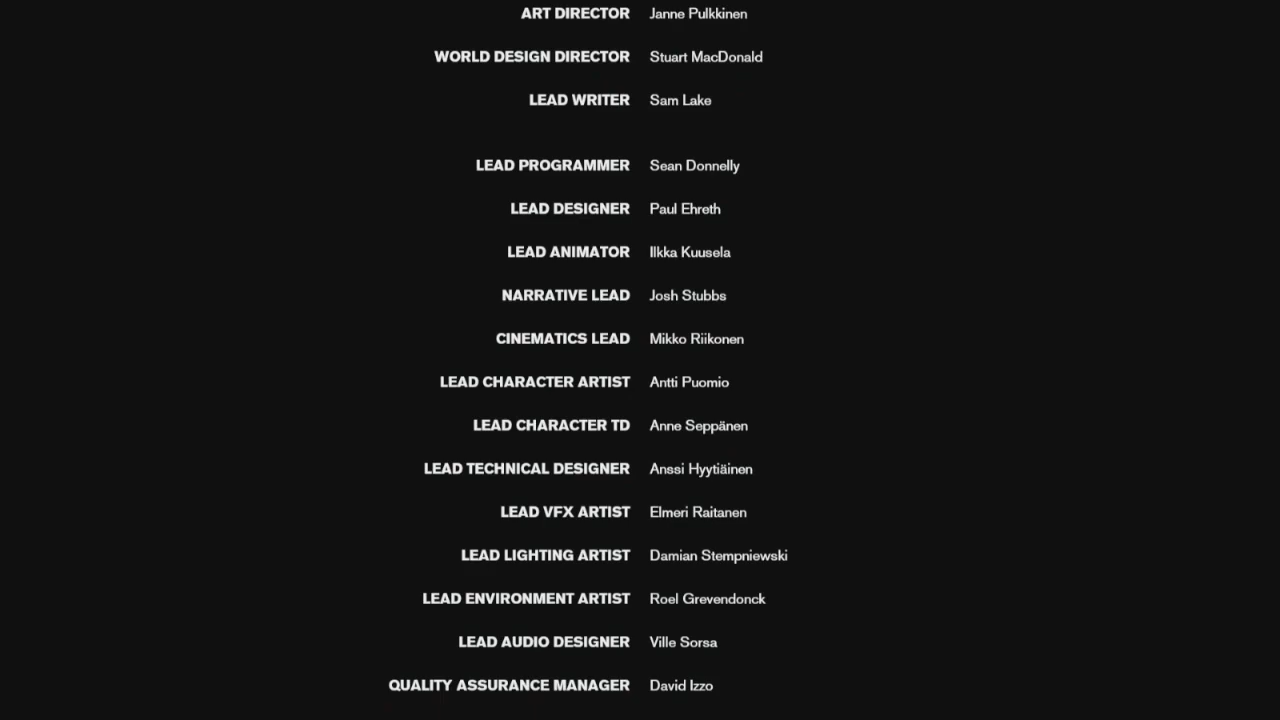 ART DIRECTOR Janne Pulkkinen
WORLD DESIGN DIRECTOR Stuart MacDonald
LEAD WRITER Sam Lake
LEAD PROGRAMMER Sean Donnelly
LEAD DESIGNER Paul Ehreth
LEAD ANIMATOR Ilkka Kuusela
NARRATIVE LEAD Josh Stubbs
CINEMATICS LEAD Mikko Riikonen
LEAD CHARACTER ARTIST Antti Puomio
LEAD CHARACTER TD Anne Seppänen
LEAD TECHNICAL DESIGNER Anssi Hyytiäinen
LEAD VFX ARTIST Elmeri Raitanen
LEAD LIGHTING ARTIST Damian Stempniewski
LEAD ENVIRONMENT ARTIST Roel Grevendonck
LEAD AUDIO DESIGNER Ville Sorsa
QUALITY ASSURANCE MANAGER David Izzo